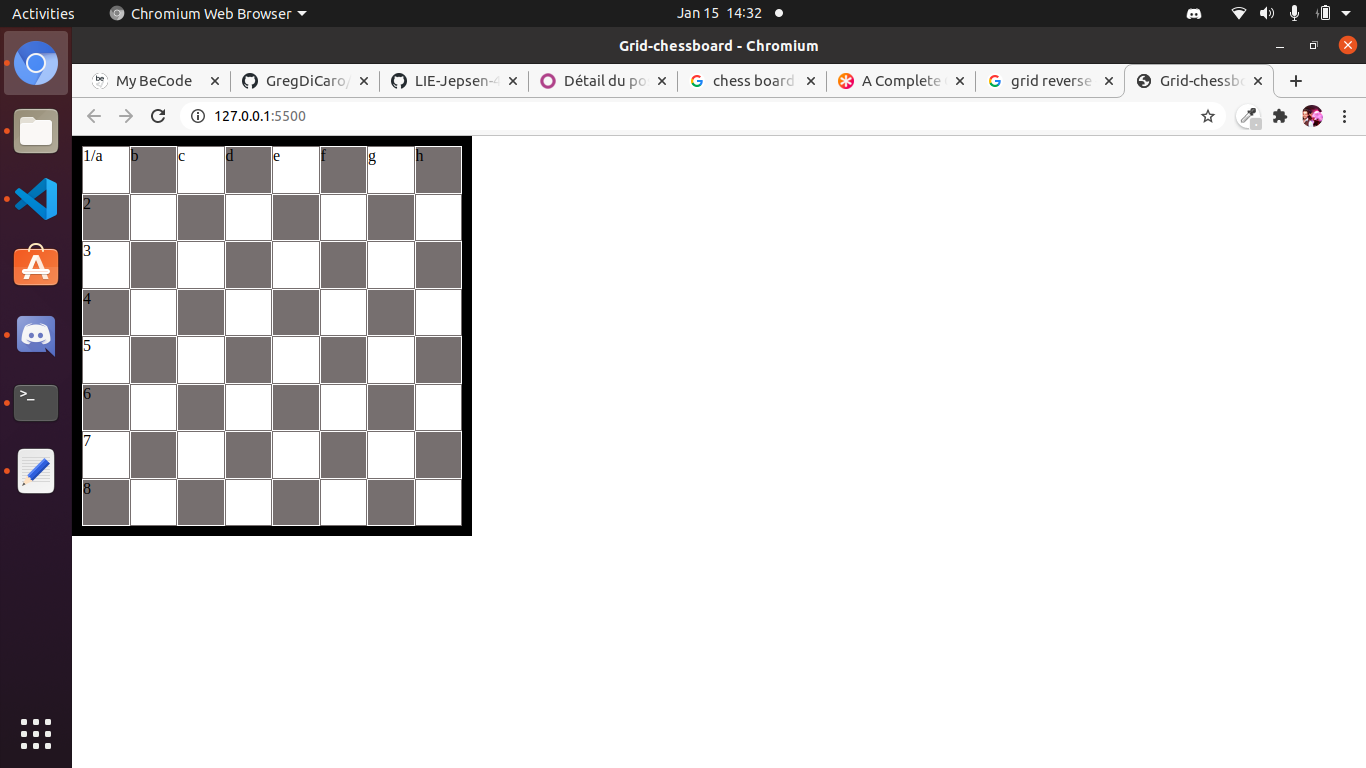 Activities Chromium Web Browser Jan 15 14:32
Grid-chessboard - Chromium
be My BeCode GregDiCaro/ LIE-Jepsen-4 Détail du po chess board A Complete grid reverse Grid-chessbo
127.0.0.1:5500
1/a b c d e f g h
2
3
4
5
6
7
8